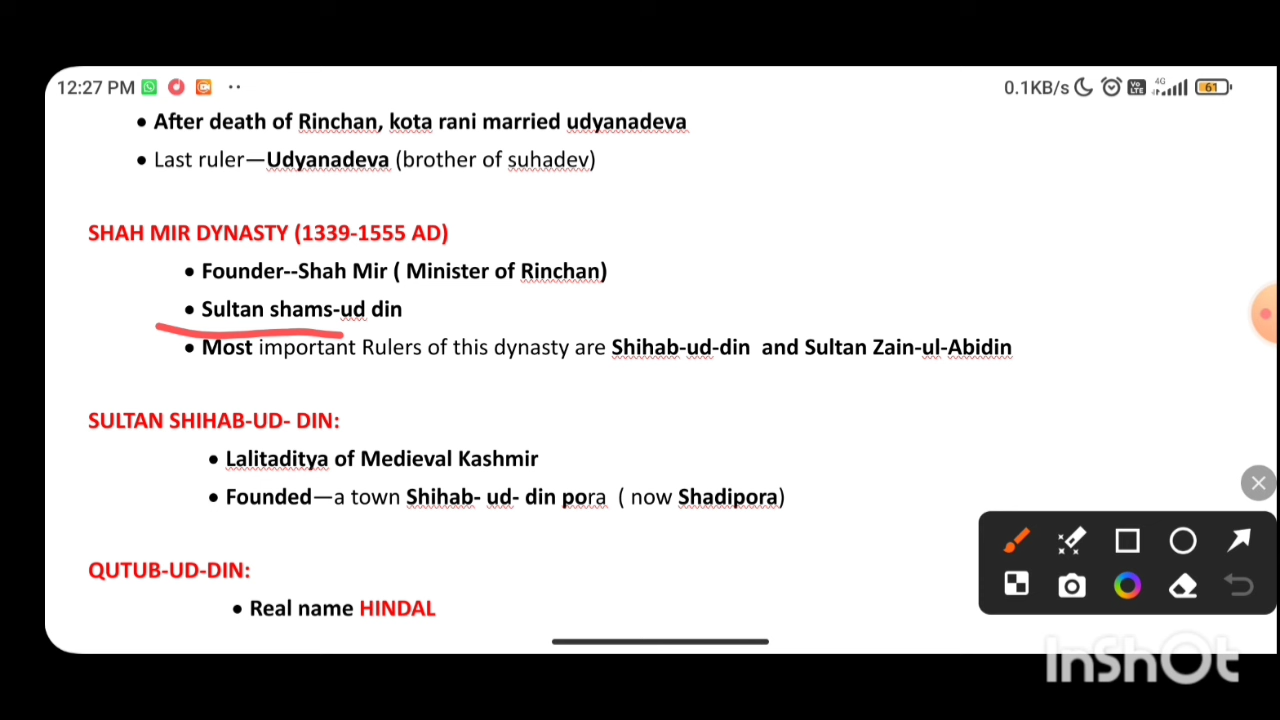 12:27 PM
0.1KB/s 4G Vo LTE 61
• After death of Rinchan, kota rani married udyanadeva
• Last ruler—Udyanadeva (brother of suhadev)
SHAH MIR DYNASTY (1339-1555 AD)
• Founder--Shah Mir ( Minister of Rinchan)
• Sultan shams-ud din
• Most important Rulers of this dynasty are Shihab-ud-din and Sultan Zain-ul-Abidin
SULTAN SHIHAB-UD- DIN:
• Lalitaditya of Medieval Kashmir
• Founded—a town Shihab- ud- din pora ( now Shadipora)
QUTUB-UD-DIN:
• Real name HINDAL
InShOt